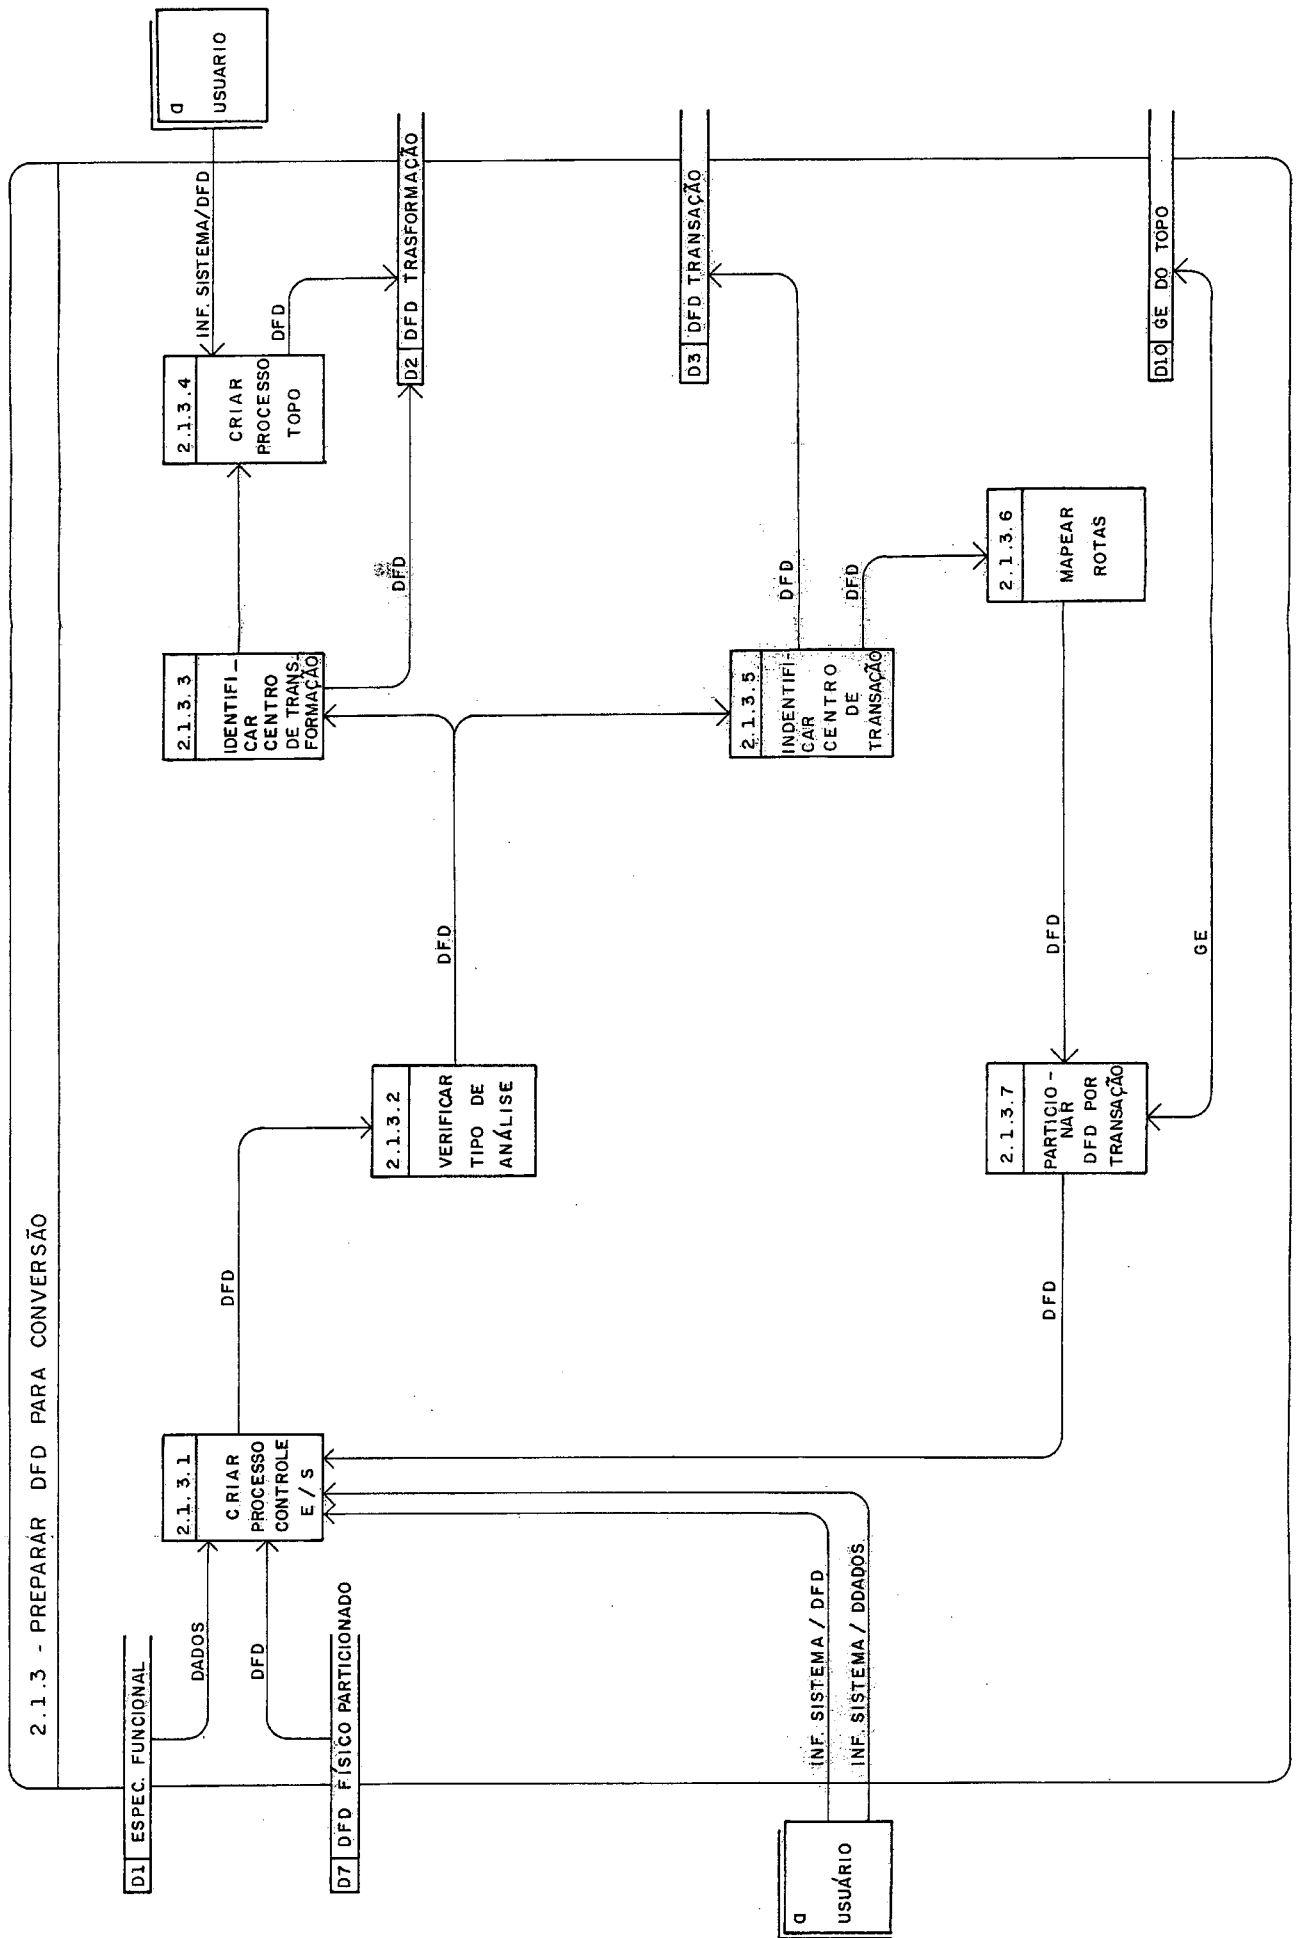 2.1.3 - PREPARAR DFD PARA CONVERSÃO
D1 ESPEC. FUNCIONAL
DADOS
D7 DFD FÍSICO PARTICIONADO
DFD
a
USUÁRIO
INF. SISTEMA / DFD
INF. SISTEMA / DDADOS
2.1.3.1
CRIAR
PROCESSO
CONTROLE
E / S
DFD
DFD
2.1.3.2
VERIFICAR
TIPO DE
ANÁLISE
DFD
2.1.3.7
PARTICIO-
NAR
DFD POR
TRANSAÇÃO
DFD
GE
2.1.3.3
IDENTIFI_
CAR
CENTRO
DE TRANS_
FORMAÇÃO
DFD
2.1.3.5
INDENTIFI-
CAR
CENTRO
DE
TRANSAÇÃO
DFD
DFD
2.1.3.6
MAPEAR
ROTAS
2.1.3.4
CRIAR
PROCESSO
TOPO
INF. SISTEMA/DFD
DFD
a
USUARIO
D2 DFD TRASFORMAÇÃO
D3 DFD TRANSAÇÃO
D10 GE DO TOPO